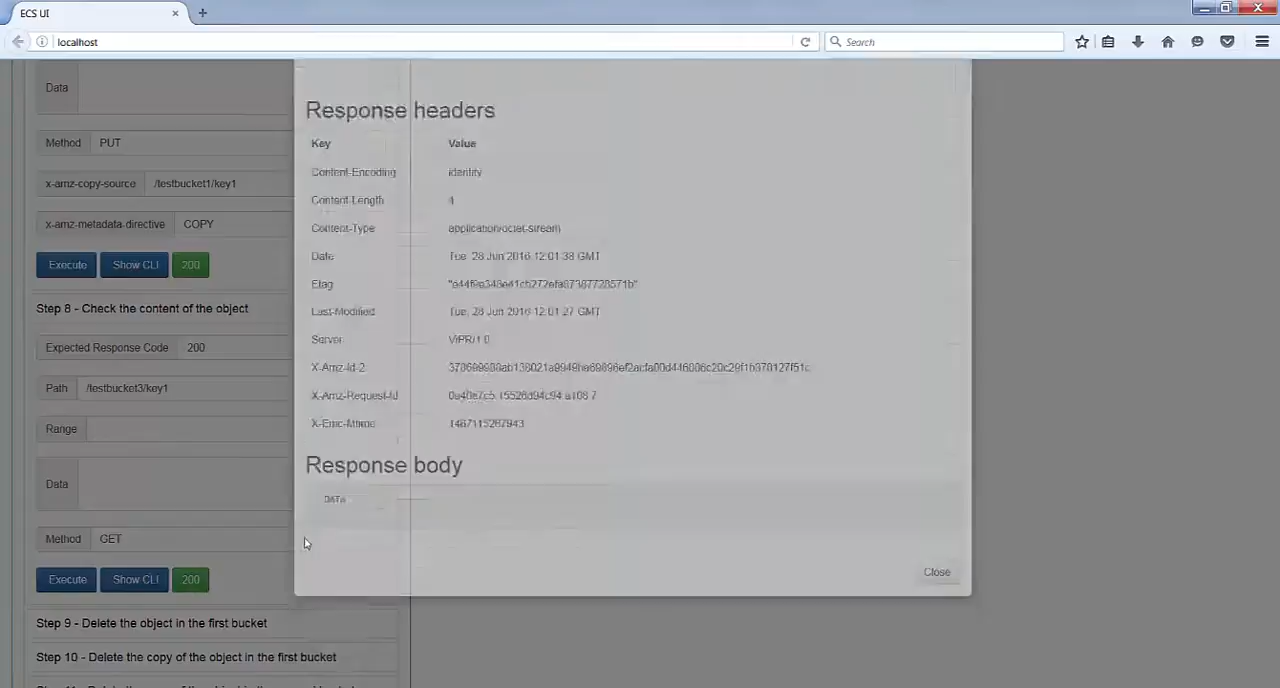 ECS UI
localhost
Search
Data
Method PUT
x-amz-copy-source /testbucket1/key1
x-amz-metadata-directive COPY
Execute Show CLI 200
Step 8 - Check the content of the object
Expected Response Code 200
Path /testbucket3/key1
Range
Data
Method GET
Execute Show CLI 200
Step 9 - Delete the object in the first bucket
Step 10 - Delete the copy of the object in the first bucket
Response headers
Key Value
Content-Encoding identity
Content-Length 4
Content-Type application/octet-stream
Date Tue, 28 Jun 2016 12:01:38 GMT
Etag
Last-Modified Tue, 28 Jun 2016 12:01:27 GMT
Server ViPR/1.0
X-Amz-Id-2
X-Amz-Request-Id
X-Emc-Mtime 1467115287943
Response body
DATA
Close